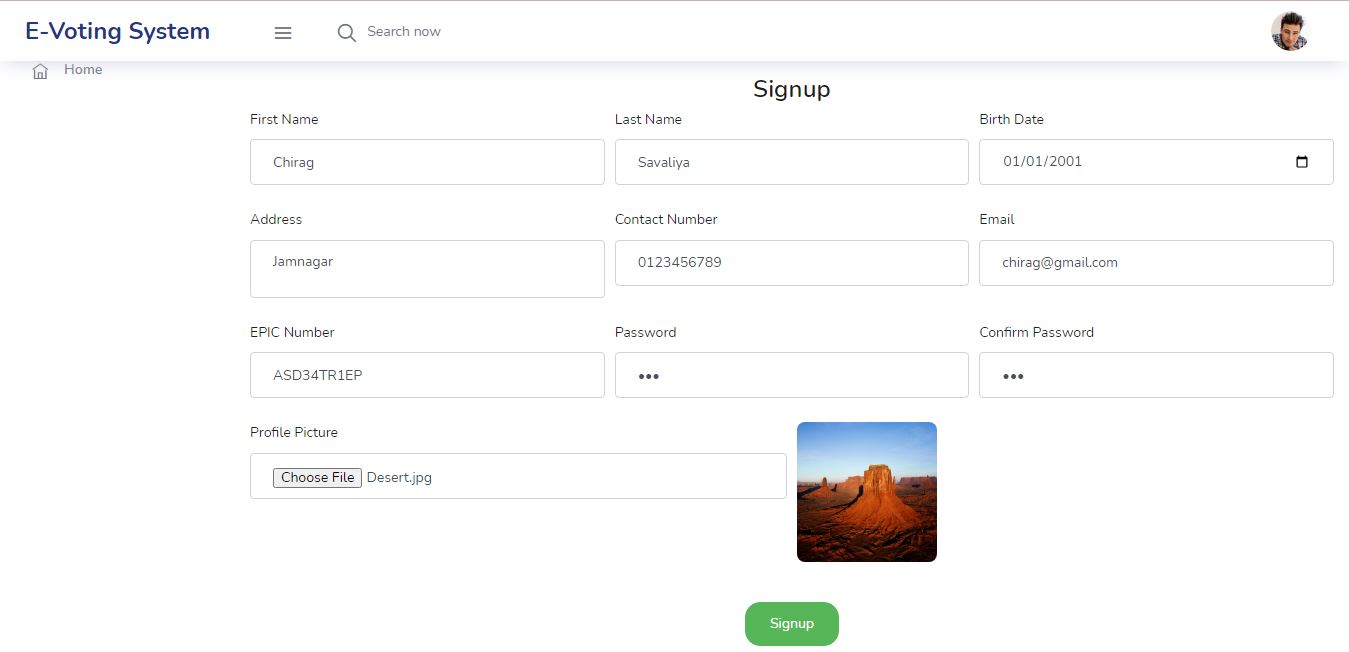 E-Voting System
Search now
Home
Signup
First Name
Last Name
Birth Date
Chirag
Savaliya
01/01/2001
Address
Contact Number
Email
Jamnagar
0123456789
chirag@gmail.com
EPIC Number
Password
Confirm Password
ASD34TR1EP
•••
•••
Profile Picture
Choose File Desert.jpg
Signup